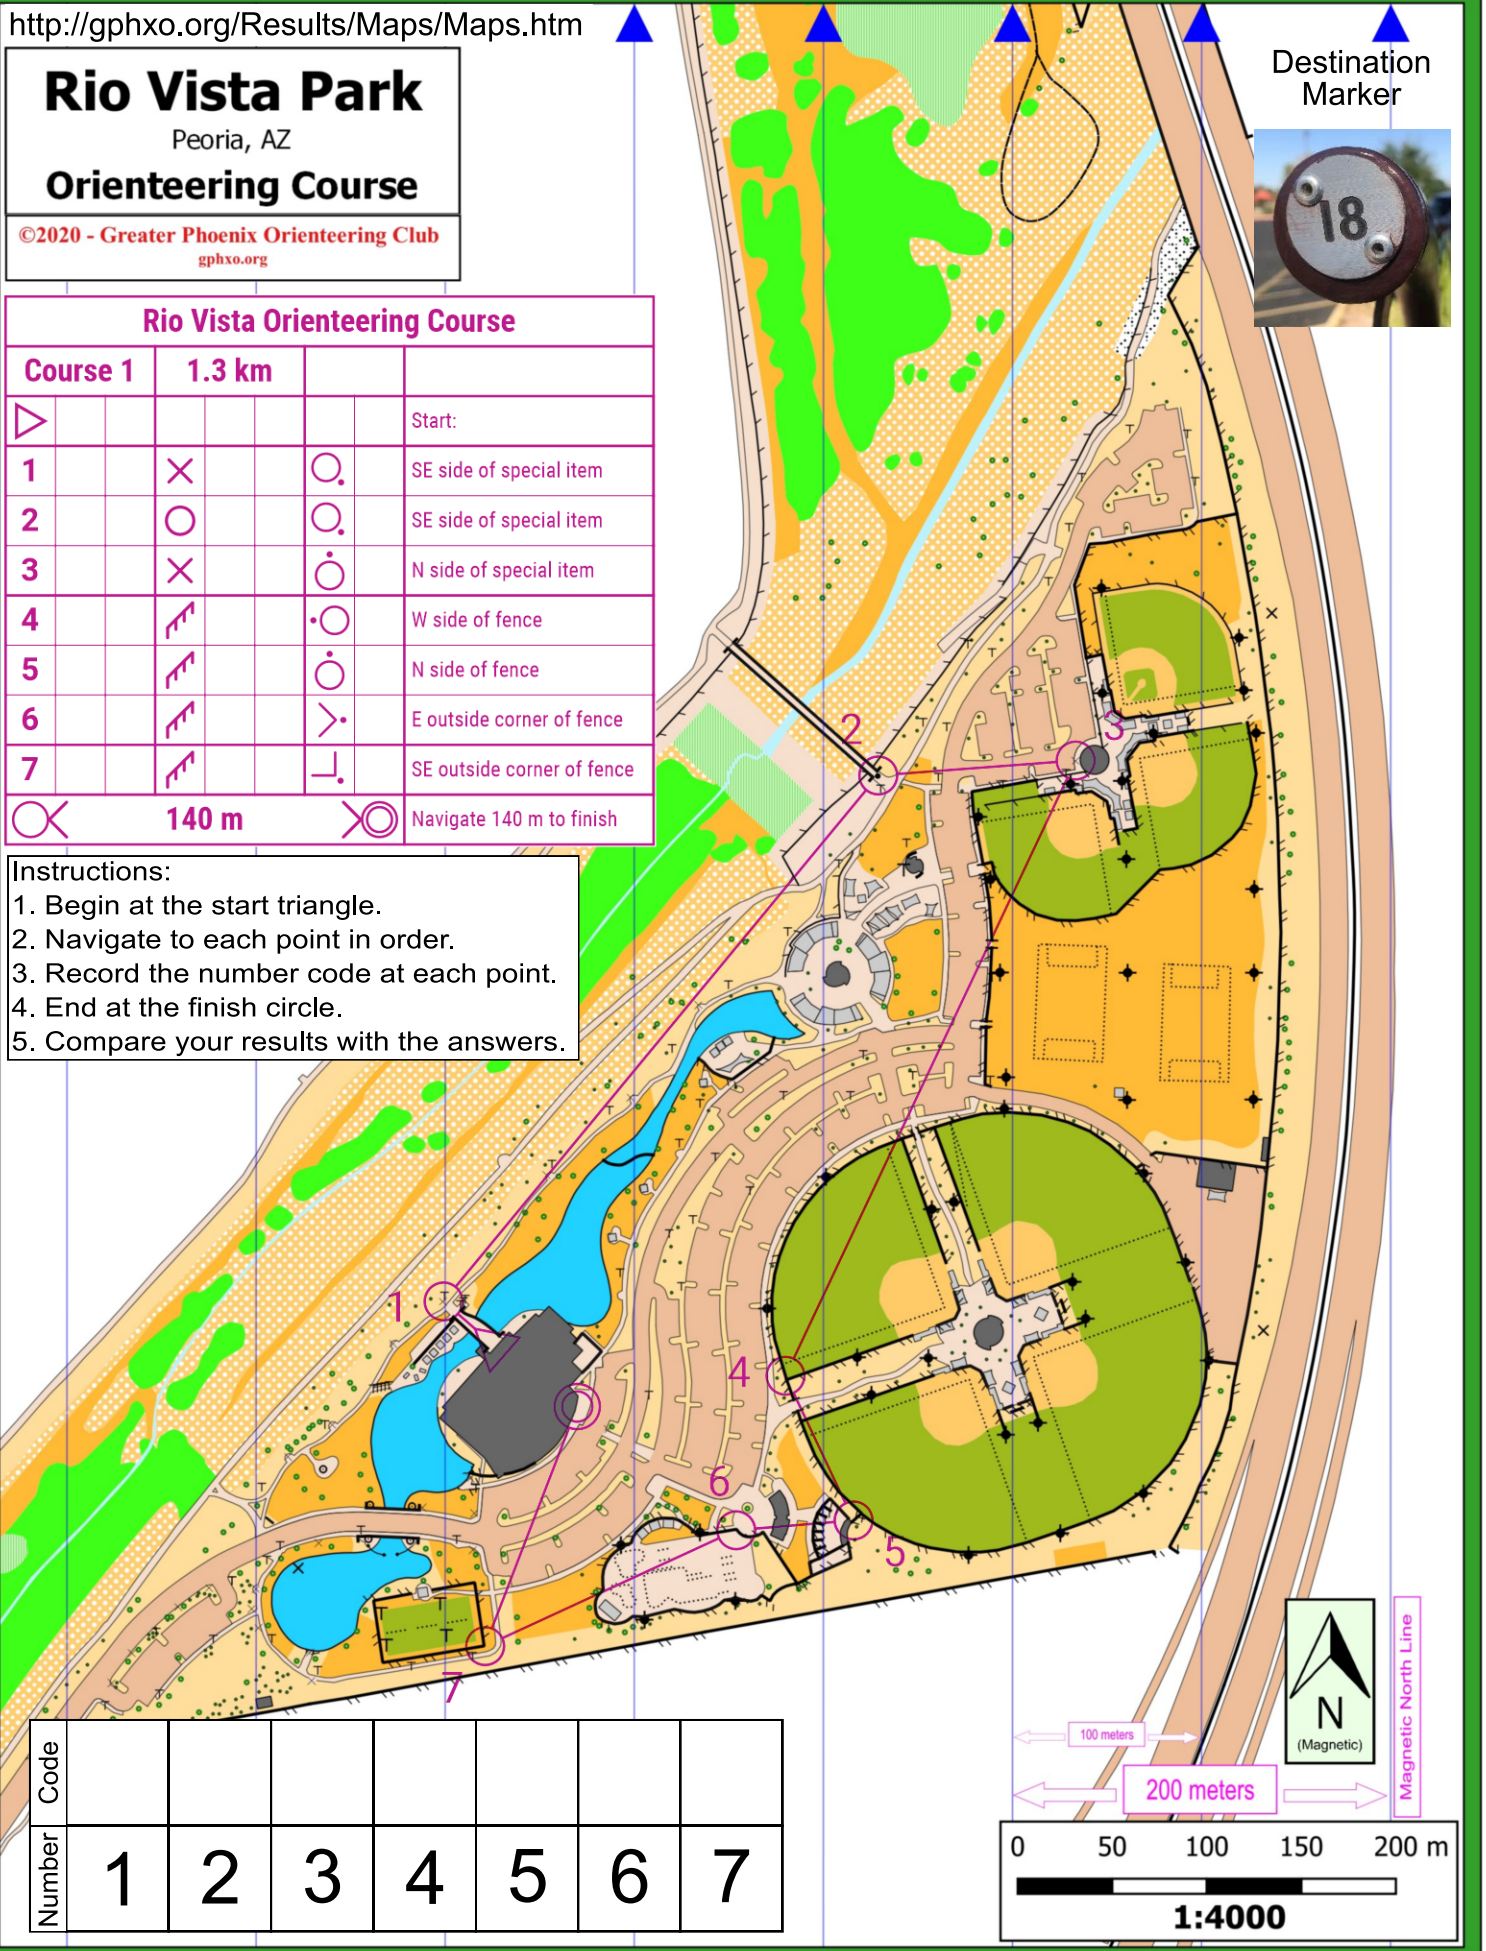 http://gphxo.org/Results/Maps/Maps.htm
Rio Vista Park
Peoria, AZ
Orienteering Course
©2020 - Greater Phoenix Orienteering Club
gphxo.org
Destination
Marker
18
Rio Vista Orienteering Course
Course 1 1.3 km
Start:
1 SE side of special item
2 SE side of special item
3 N side of special item
4 W side of fence
5 N side of fence
6 E outside corner of fence
7 SE outside corner of fence
140 m Navigate 140 m to finish
Instructions:
1. Begin at the start triangle.
2. Navigate to each point in order.
3. Record the number code at each point.
4. End at the finish circle.
5. Compare your results with the answers.
2
3
1
4
6
5
7
N
(Magnetic)
Magnetic North Line
100 meters
200 meters
0 50 100 150 200 m
1:4000
Code
Number 1 2 3 4 5 6 7